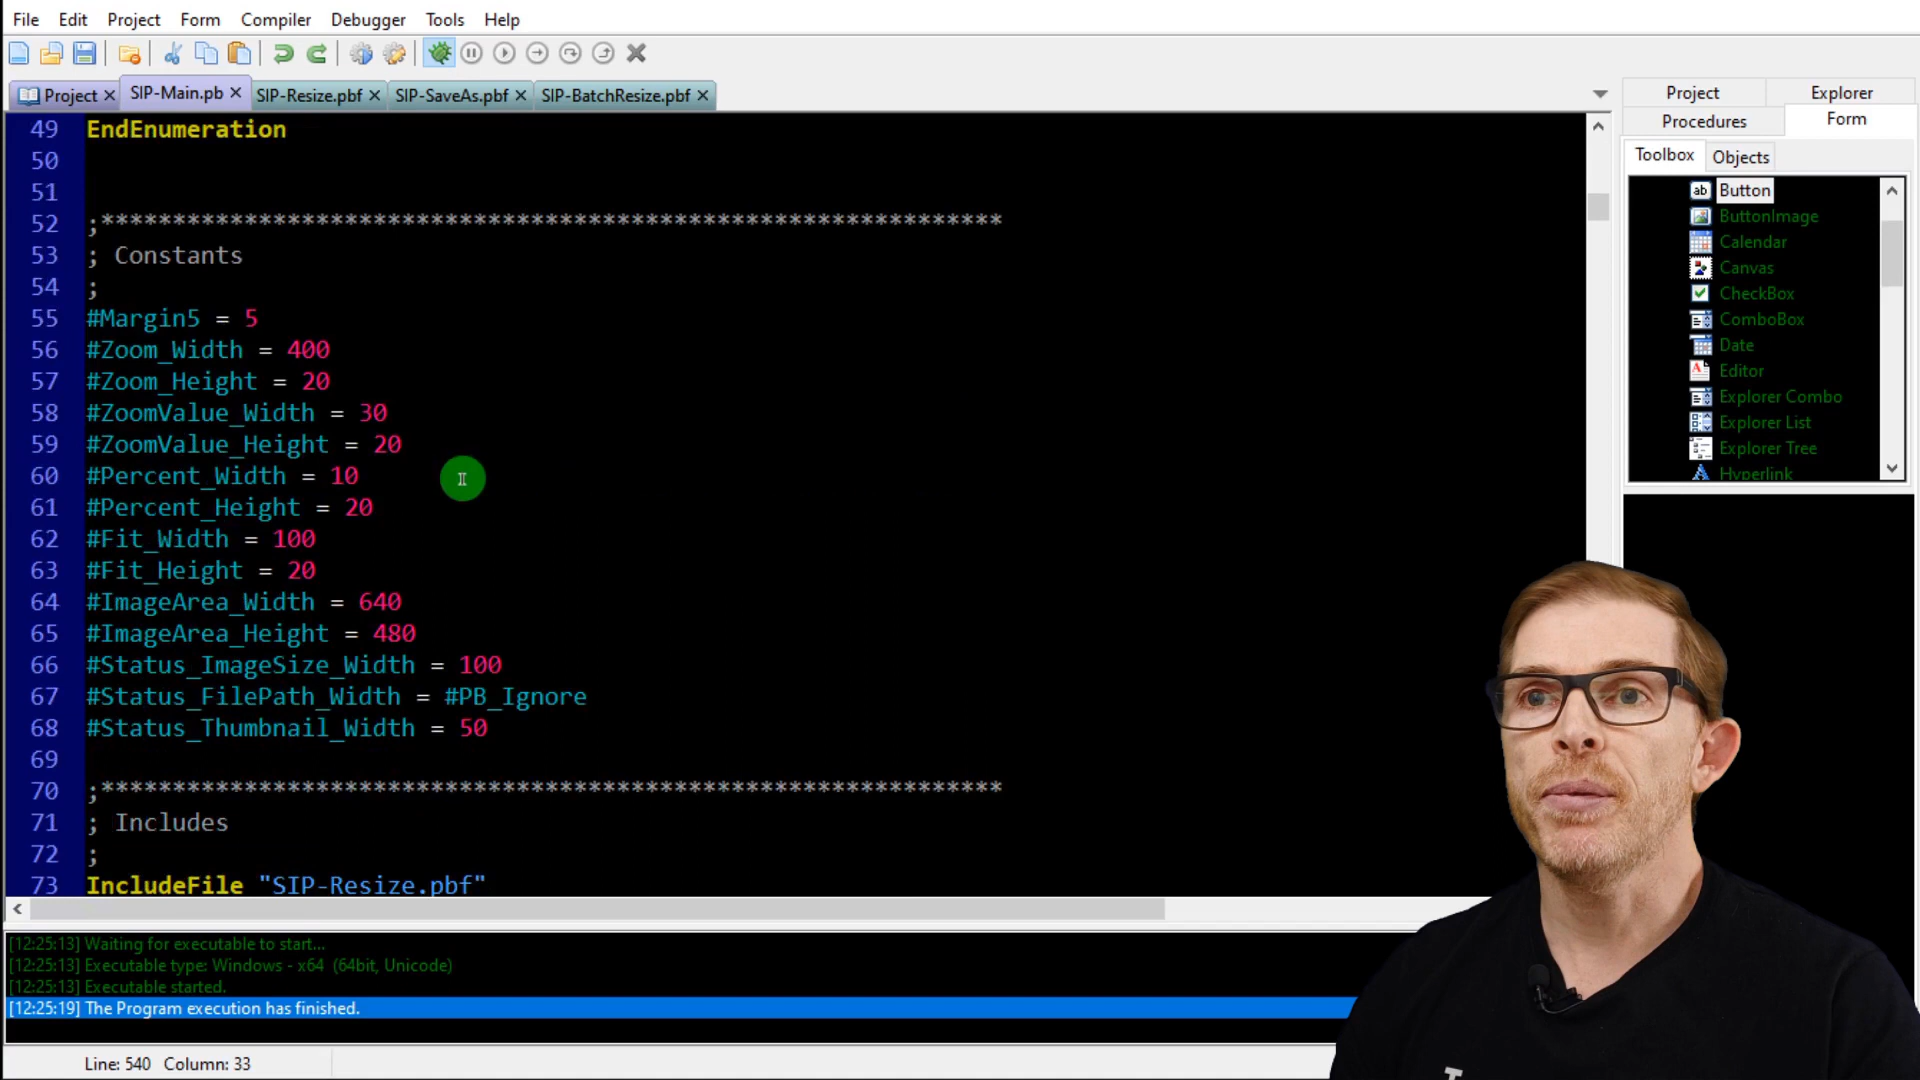 File Edit Project Form Compiler Debugger Tools Help
Project SIP-Main.pb SIP-Resize.pbf SIP-SaveAs.pbf SIP-BatchResize.pbf
49 EndEnumeration
50
51
52 ;***************************************************************
53 ; Constants
54 ;
55 #Margin5 = 5
56 #Zoom_Width = 400
57 #Zoom_Height = 20
58 #ZoomValue_Width = 30
59 #ZoomValue_Height = 20
60 #Percent_Width = 10
61 #Percent_Height = 20
62 #Fit_Width = 100
63 #Fit_Height = 20
64 #ImageArea_Width = 640
65 #ImageArea_Height = 480
66 #Status_ImageSize_Width = 100
67 #Status_FilePath_Width = #PB_Ignore
68 #Status_Thumbnail_Width = 50
69
70 ;***************************************************************
71 ; Includes
72 ;
73 IncludeFile "SIP-Resize.pbf"
Project Explorer
Procedures Form
Toolbox Objects
Button
ButtonImage
Calendar
Canvas
CheckBox
ComboBox
Date
Editor
Explorer Combo
Explorer List
Explorer Tree
Hyperlink
[12:25:13] Waiting for executable to start...
[12:25:13] Executable type: Windows - x64 (64bit, Unicode)
[12:25:13] Executable started.
[12:25:19] The Program execution has finished.
Line: 540 Column: 33